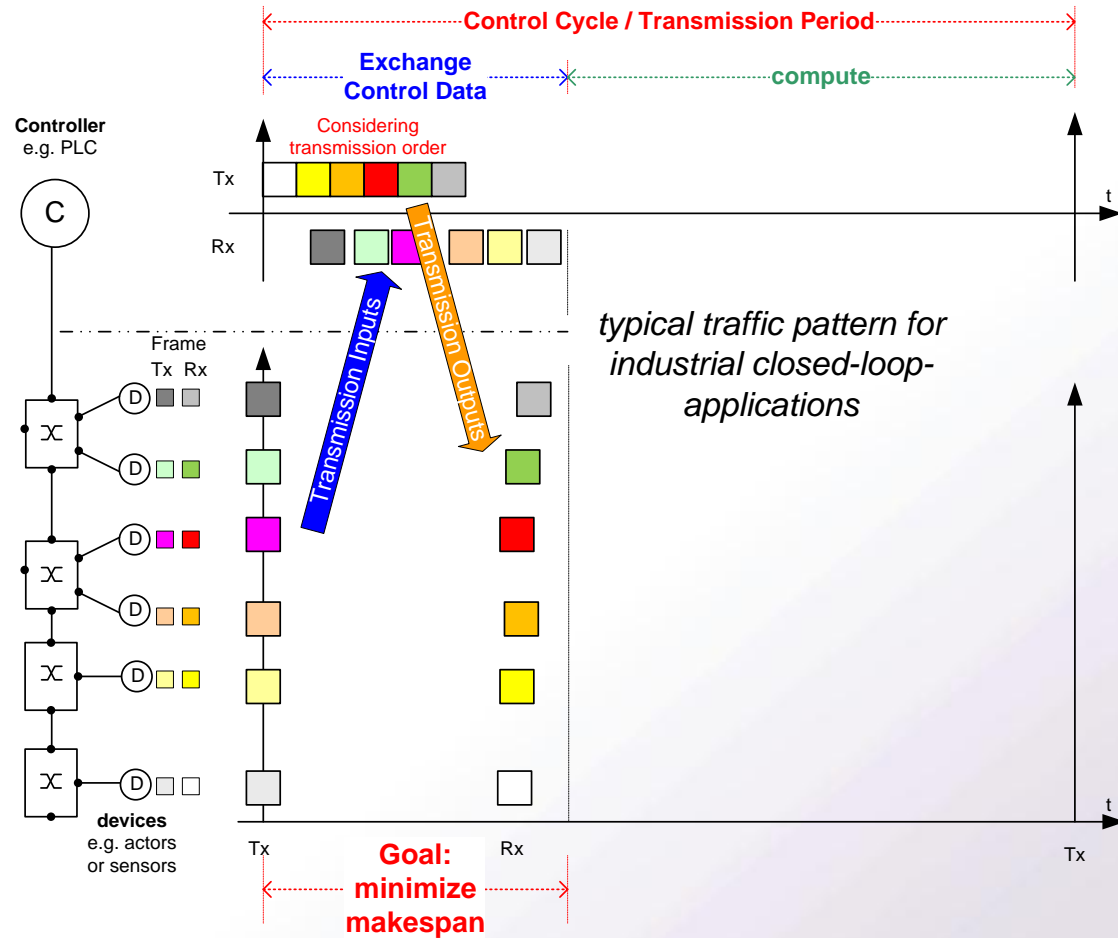 Control Cycle / Transmission Period
Exchange
Control Data
compute
Controller
e.g. PLC
Considering
transmission order
Tx
C
t
Rx
Transmission Inputs
Transmission Outputs
typical traffic pattern for
industrial closed-loop-
applications
Frame
Tx Rx
D
D
D
D
D
D
devices
e.g. actors
or sensors
t
Tx
Rx
Tx
Goal:
minimize
makespan